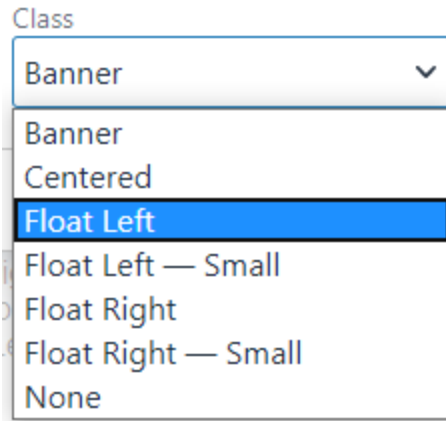 Class
Banner
Banner
Centered
Float Left
Float Left — Small
Float Right
Float Right — Small
None